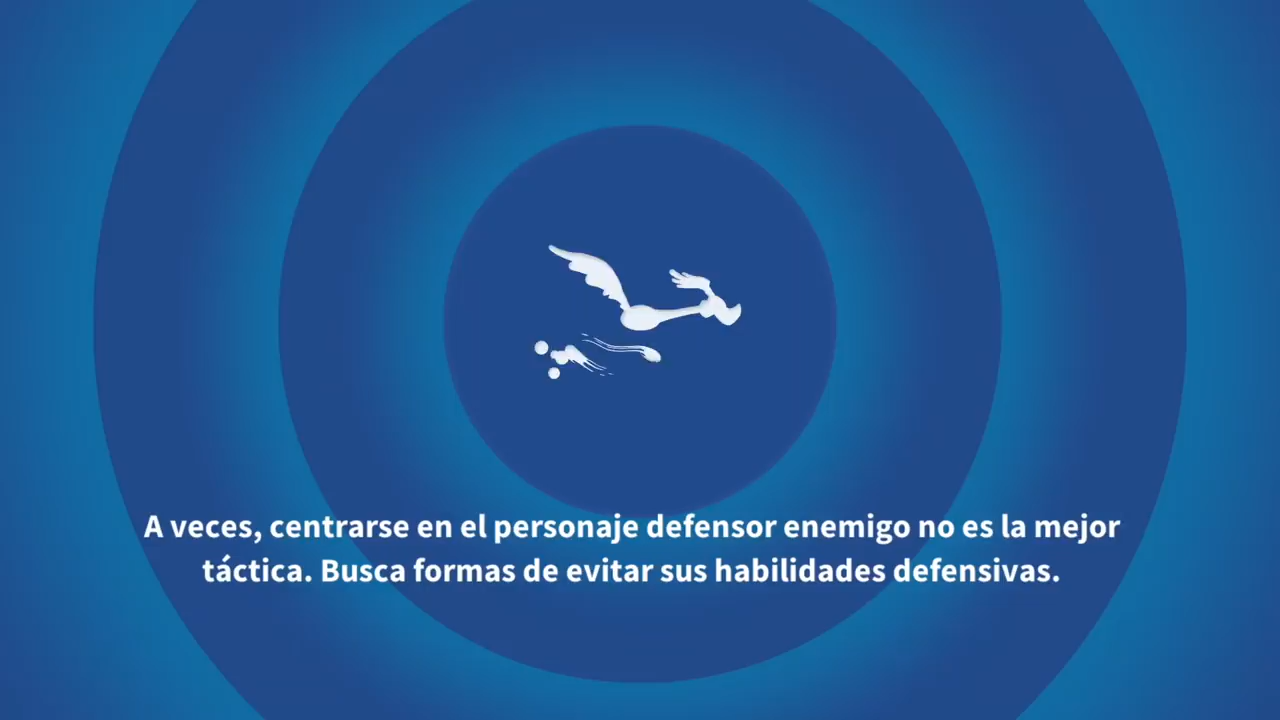 A veces, centrarse en el personaje defensor enemigo no es la mejor
táctica. Busca formas de evitar sus habilidades defensivas.